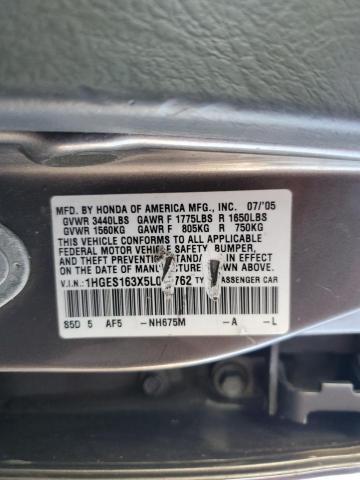 MFD. BY HONDA OF AMERICA MFG., INC. 07/'05
GVWR 3440LBS GAWR F 1775LBS R 1650LBS
GVWR 1560KG GAWR F 805KG R 750KG
THIS VEHICLE CONFORMS TO ALL APPLICABLE
FEDERAL MOTOR VEHICLE SAFETY, BUMPER, AND
THEFT PREVENTION STANDARDS IN EFFECT ON
THE DATE OF MANUFACTURE SHOWN ABOVE.
V.I.N.: PASSENGER CAR
S5D 5 AF5 -NH675M -A -L